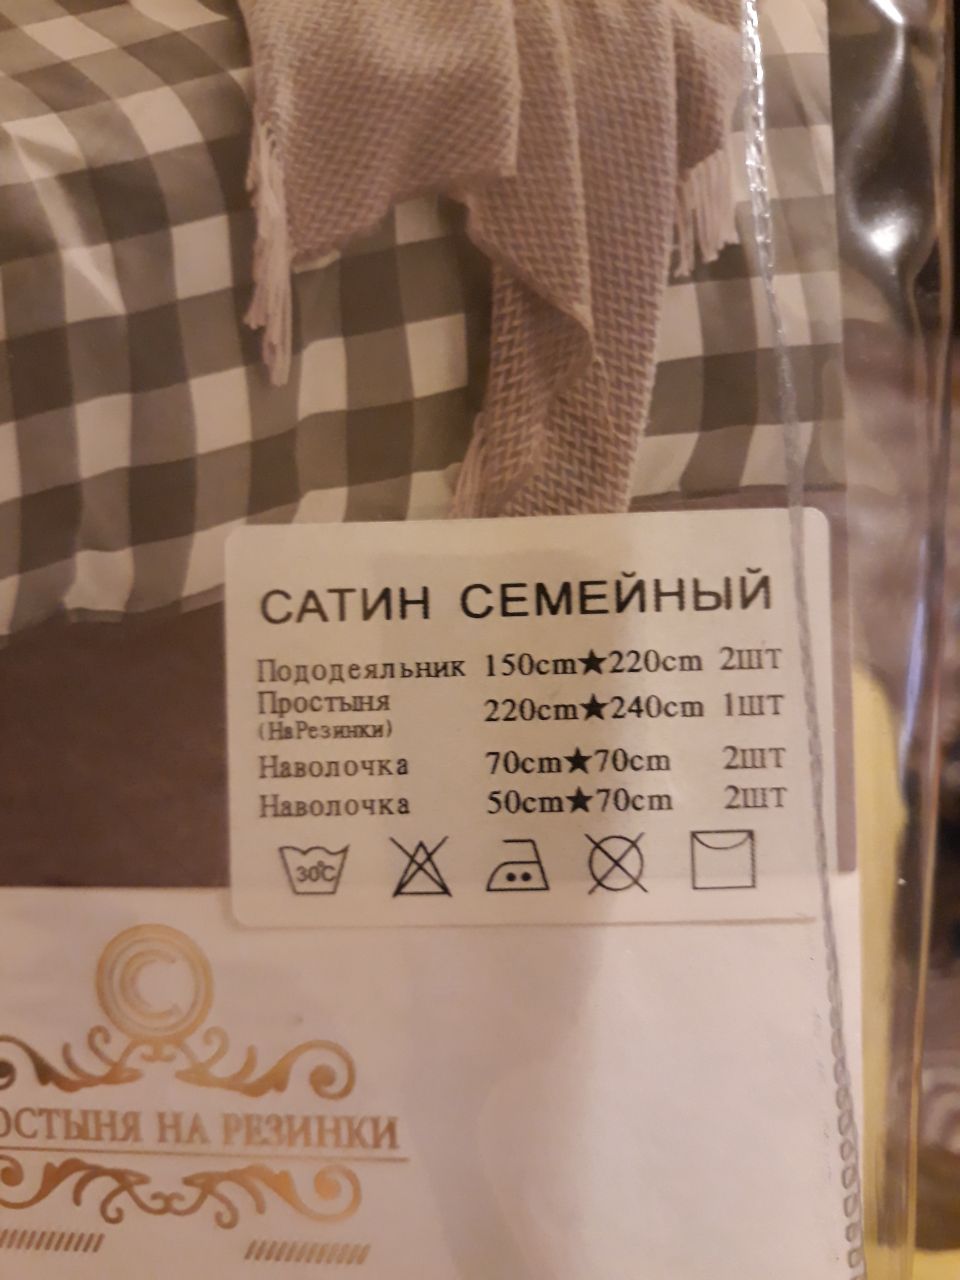 САТИН СЕМЕЙНЫЙ
Пододеяльник 150cm★220cm 2ШТ
Простыня 220cm★240cm 1ШТ
(НаРезинки)
Наволочка 70cm★70cm 2ШТ
Наволочка 50cm★70cm 2ШТ
30°C
C
ОСТЫНЯ НА РЕЗИНКИ